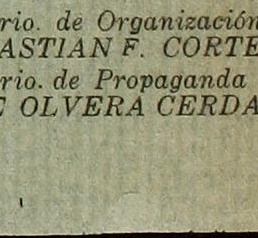 rio. de Organización
ASTIAN F. CORTE
rio. de Propaganda
E OLVERA CERDA